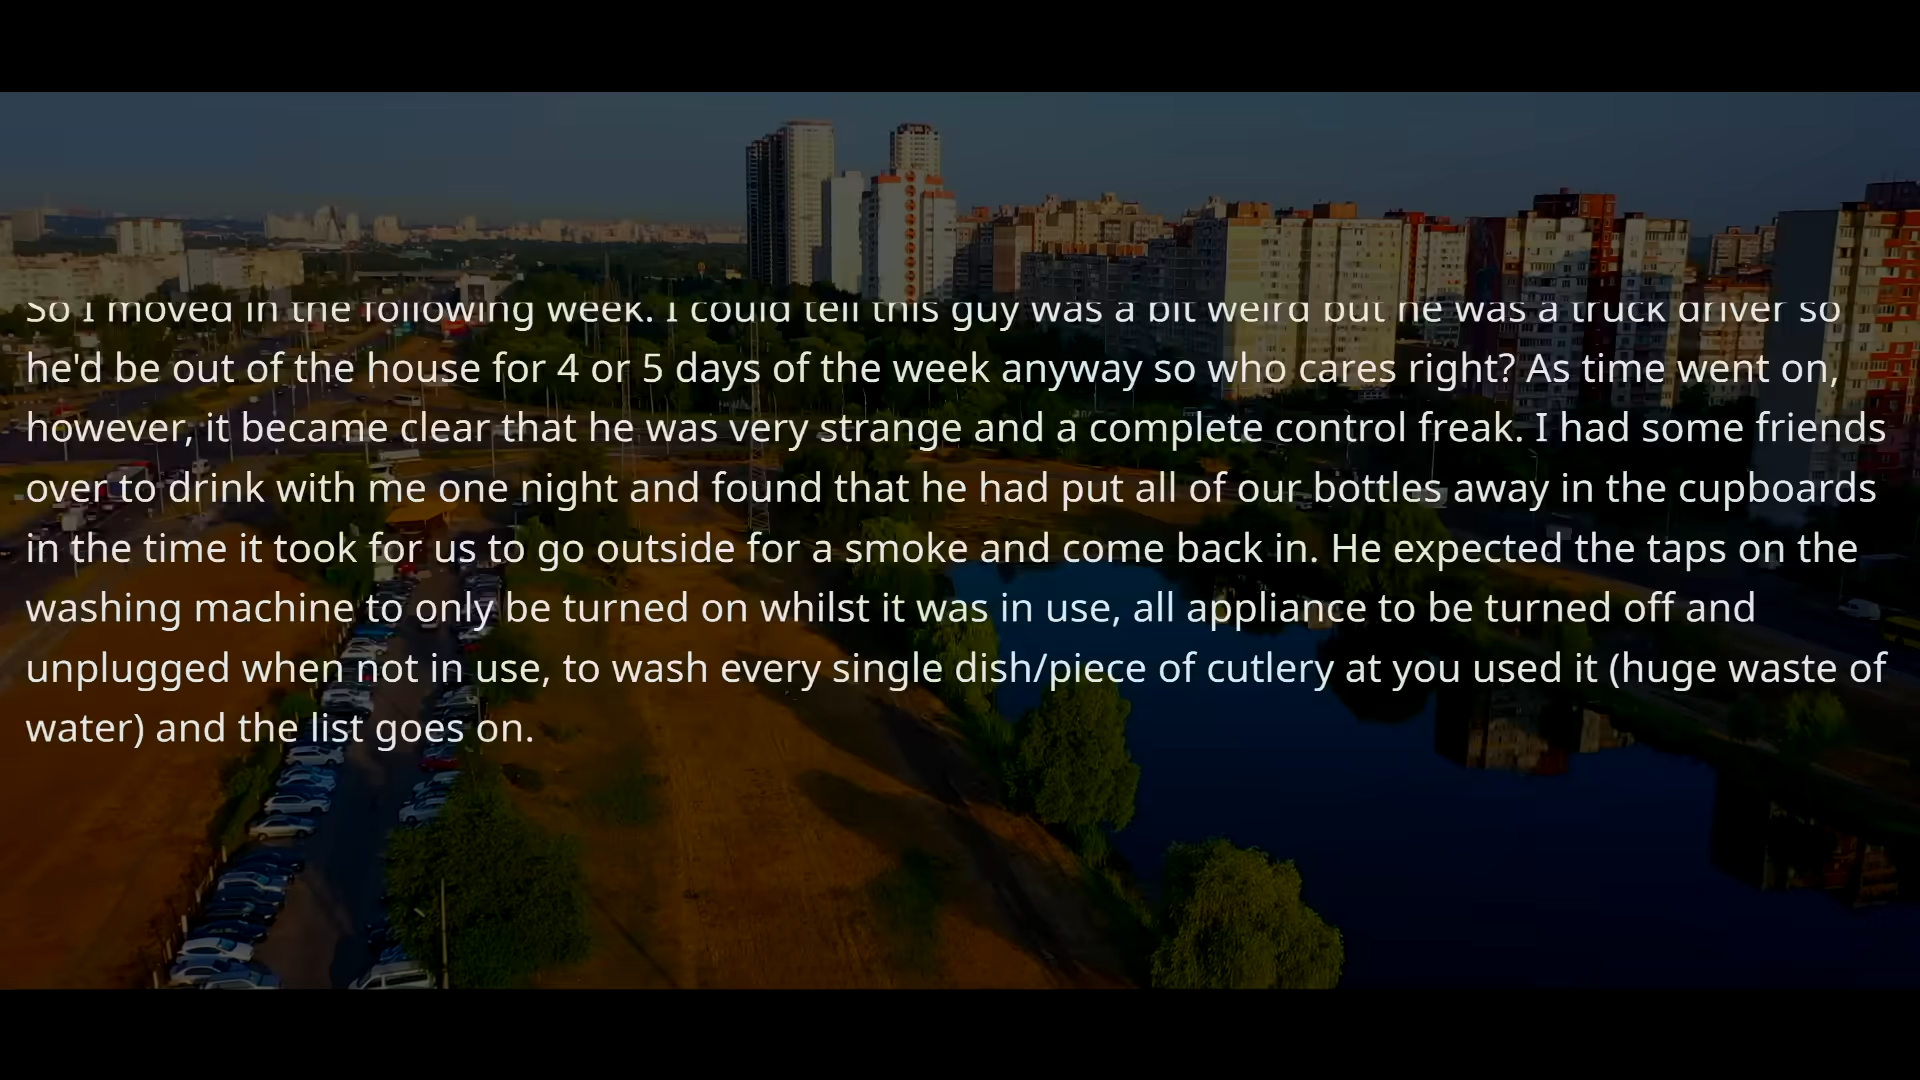 So I moved in the following week. I could tell this guy was a bit weird but he was a truck driver so
he'd be out of the house for 4 or 5 days of the week anyway so who cares right? As time went on,
however, it became clear that he was very strange and a complete control freak. I had some friends
over to drink with me one night and found that he had put all of our bottles away in the cupboards
in the time it took for us to go outside for a smoke and come back in. He expected the taps on the
washing machine to only be turned on whilst it was in use, all appliance to be turned off and
unplugged when not in use, to wash every single dish/piece of cutlery at you used it (huge waste of
water) and the list goes on.